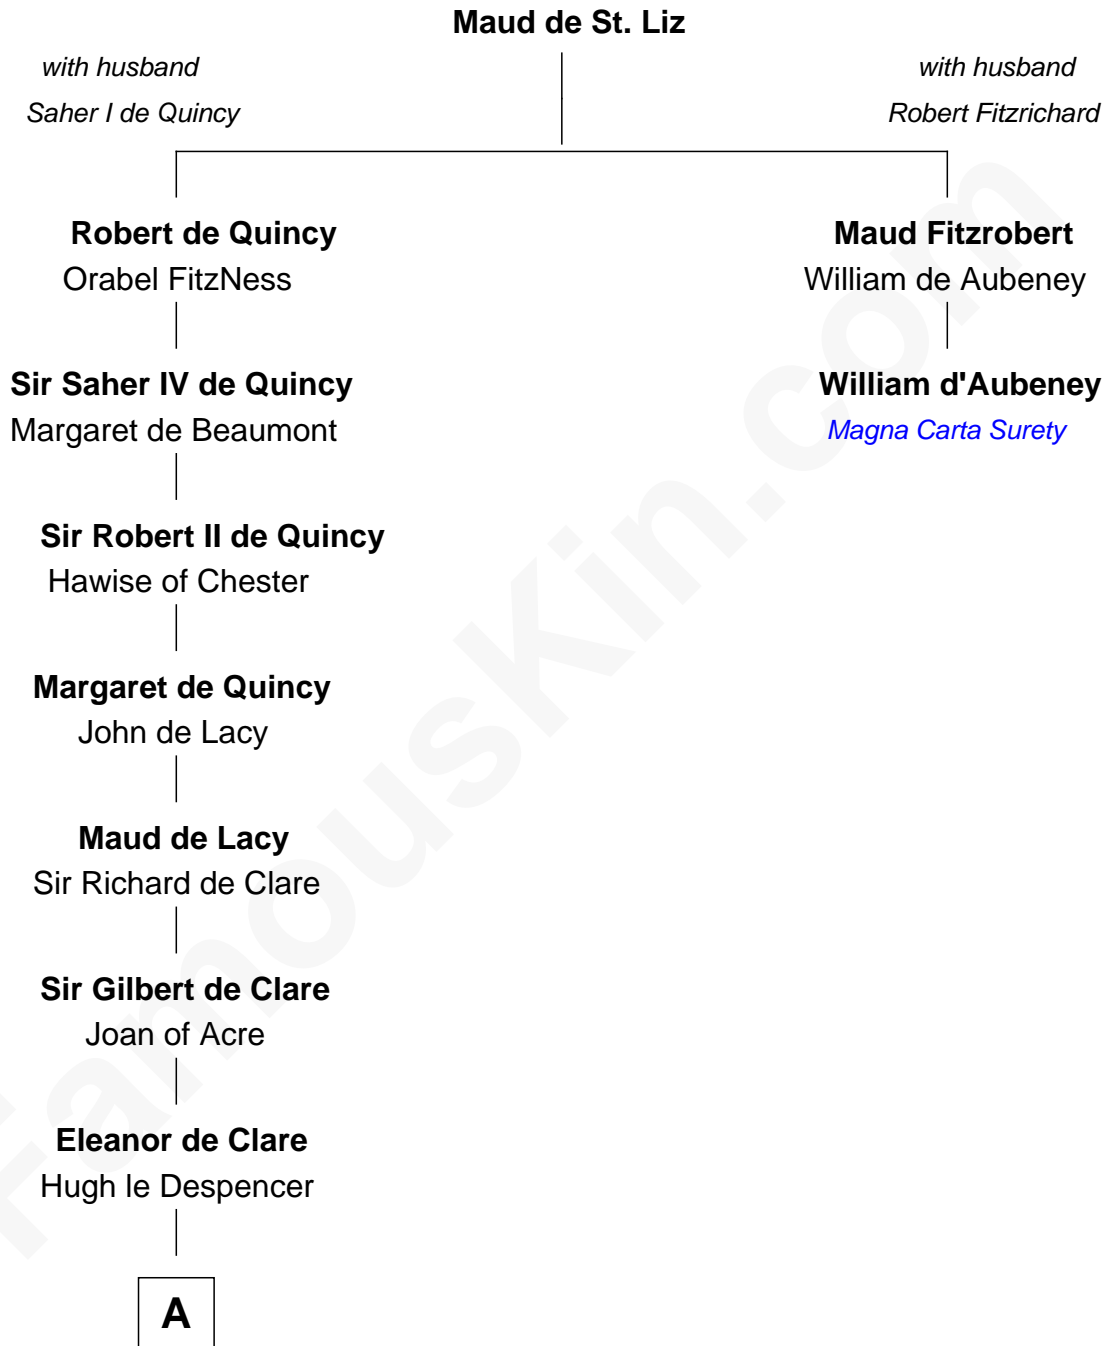 Maud de St. Liz
with husband
Saher I de Quincy
with husband
Robert Fitzrichard
Robert de Quincy
Orabel FitzNess
Maud Fitzrobert
William de Aubeney
Sir Saher IV de Quincy
Margaret de Beaumont
William d'Aubeney
Magna Carta Surety
Sir Robert II de Quincy
Hawise of Chester
Margaret de Quincy
John de Lacy
Maud de Lacy
Sir Richard de Clare
Sir Gilbert de Clare
Joan of Acre
Eleanor de Clare
Hugh le Despencer
A
FamousKin.com